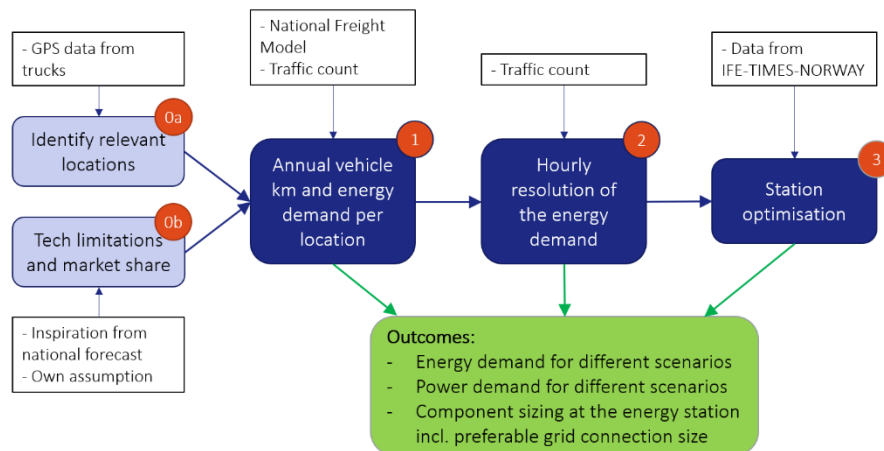 - GPS data from
trucks
- National Freight
Model
- Traffic count
- Traffic count
- Data from
IFE-TIMES-NORWAY
0a
Identify relevant
locations
0b
Tech limitations
and market share
- Inspiration from
national forecast
- Own assumption
1
Annual vehicle
km and energy
demand per
location
2
Hourly
resolution of
the energy
demand
3
Station
optimisation
Outcomes:
- Energy demand for different scenarios
- Power demand for different scenarios
- Component sizing at the energy station
incl. preferable grid connection size